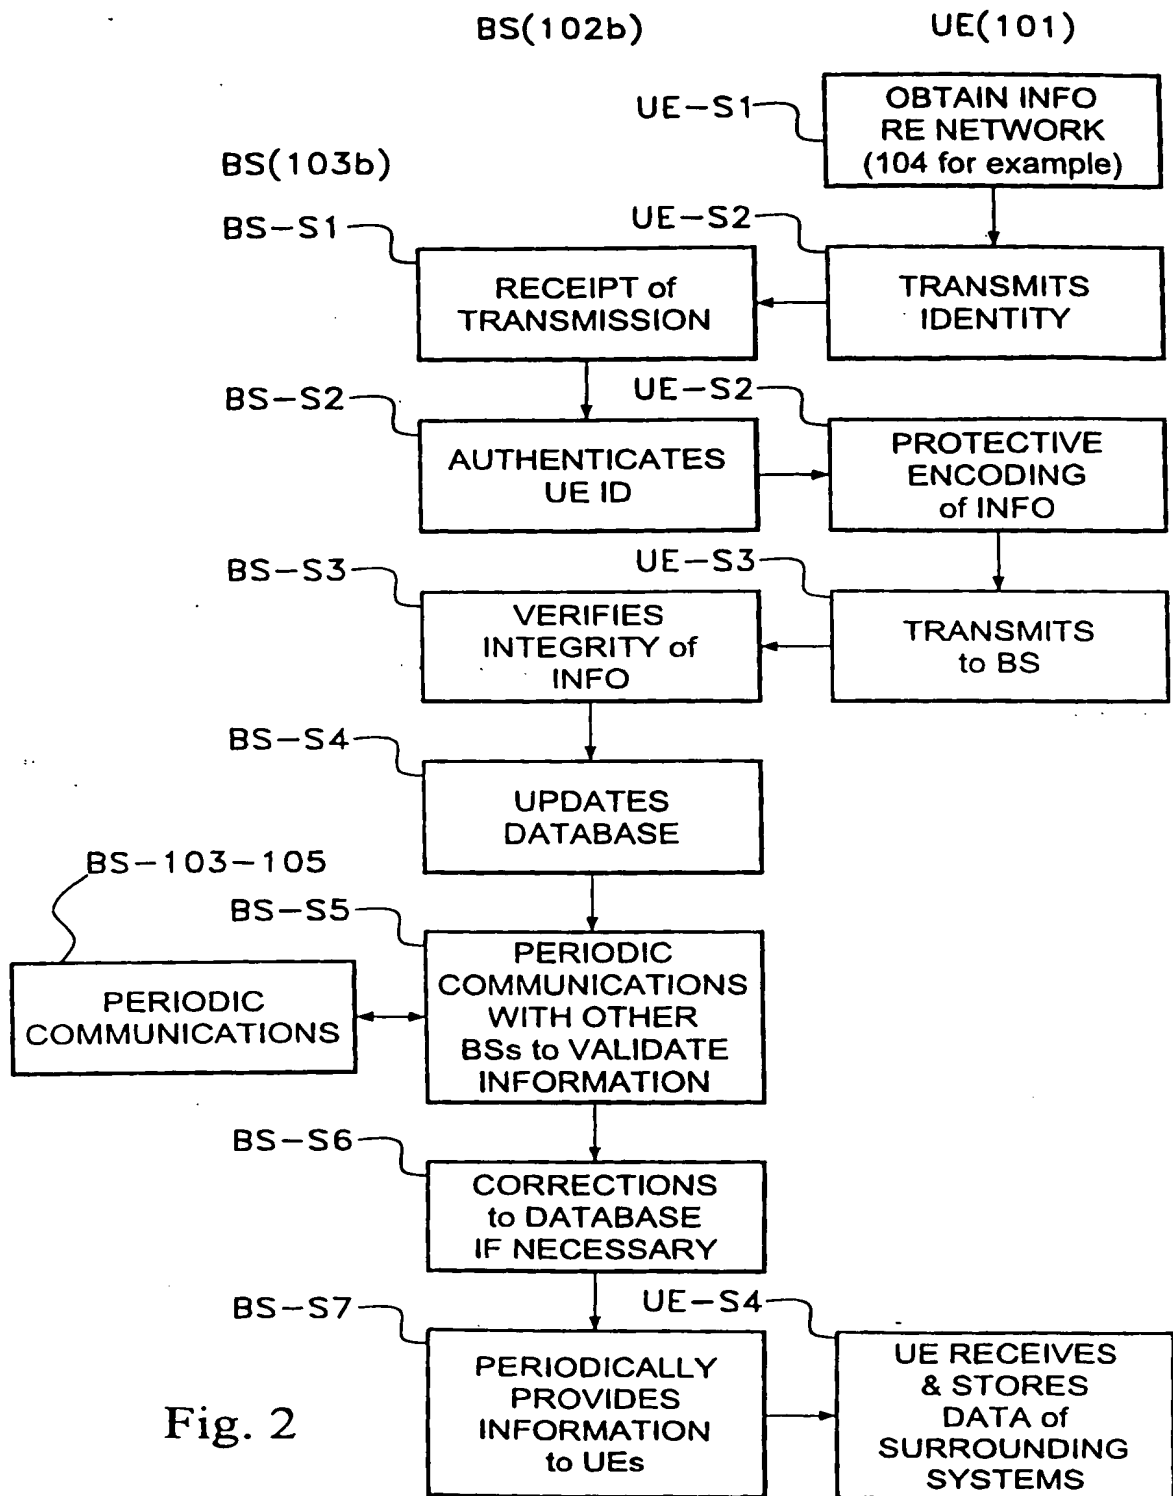 BS(102b)
UE(101)
UE-S1
OBTAIN INFO
RE NETWORK
(104 for example)
BS(103b)
BS-S1
RECEIPT of
TRANSMISSION
UE-S2
TRANSMITS
IDENTITY
BS-S2
AUTHENTICATES
UE ID
UE-S2
PROTECTIVE
ENCODING
of INFO
BS-S3
VERIFIES
INTEGRITY of
INFO
UE-S3
TRANSMITS
to BS
BS-S4
UPDATES
DATABASE
BS-103-105
PERIODIC
COMMUNICATIONS
BS-S5
PERIODIC
COMMUNICATIONS
WITH OTHER
BSs to VALIDATE
INFORMATION
BS-S6
CORRECTIONS
to DATABASE
IF NECESSARY
BS-S7
PERIODICALLY
PROVIDES
INFORMATION
to UEs
UE-S4
UE RECEIVES
& STORES
DATA of
SURROUNDING
SYSTEMS
Fig. 2